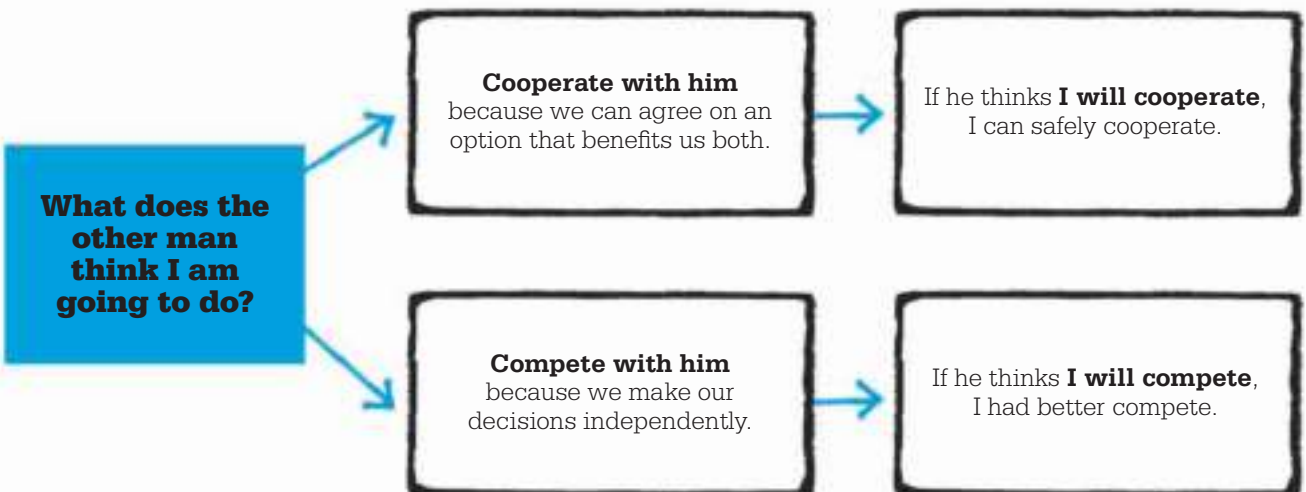 What does the
other man
think I am
going to do?
Cooperate with him
because we can agree on an
option that benefits us both.
If he thinks I will cooperate,
I can safely cooperate.
Compete with him
because we make our
decisions independently.
If he thinks I will compete,
I had better compete.